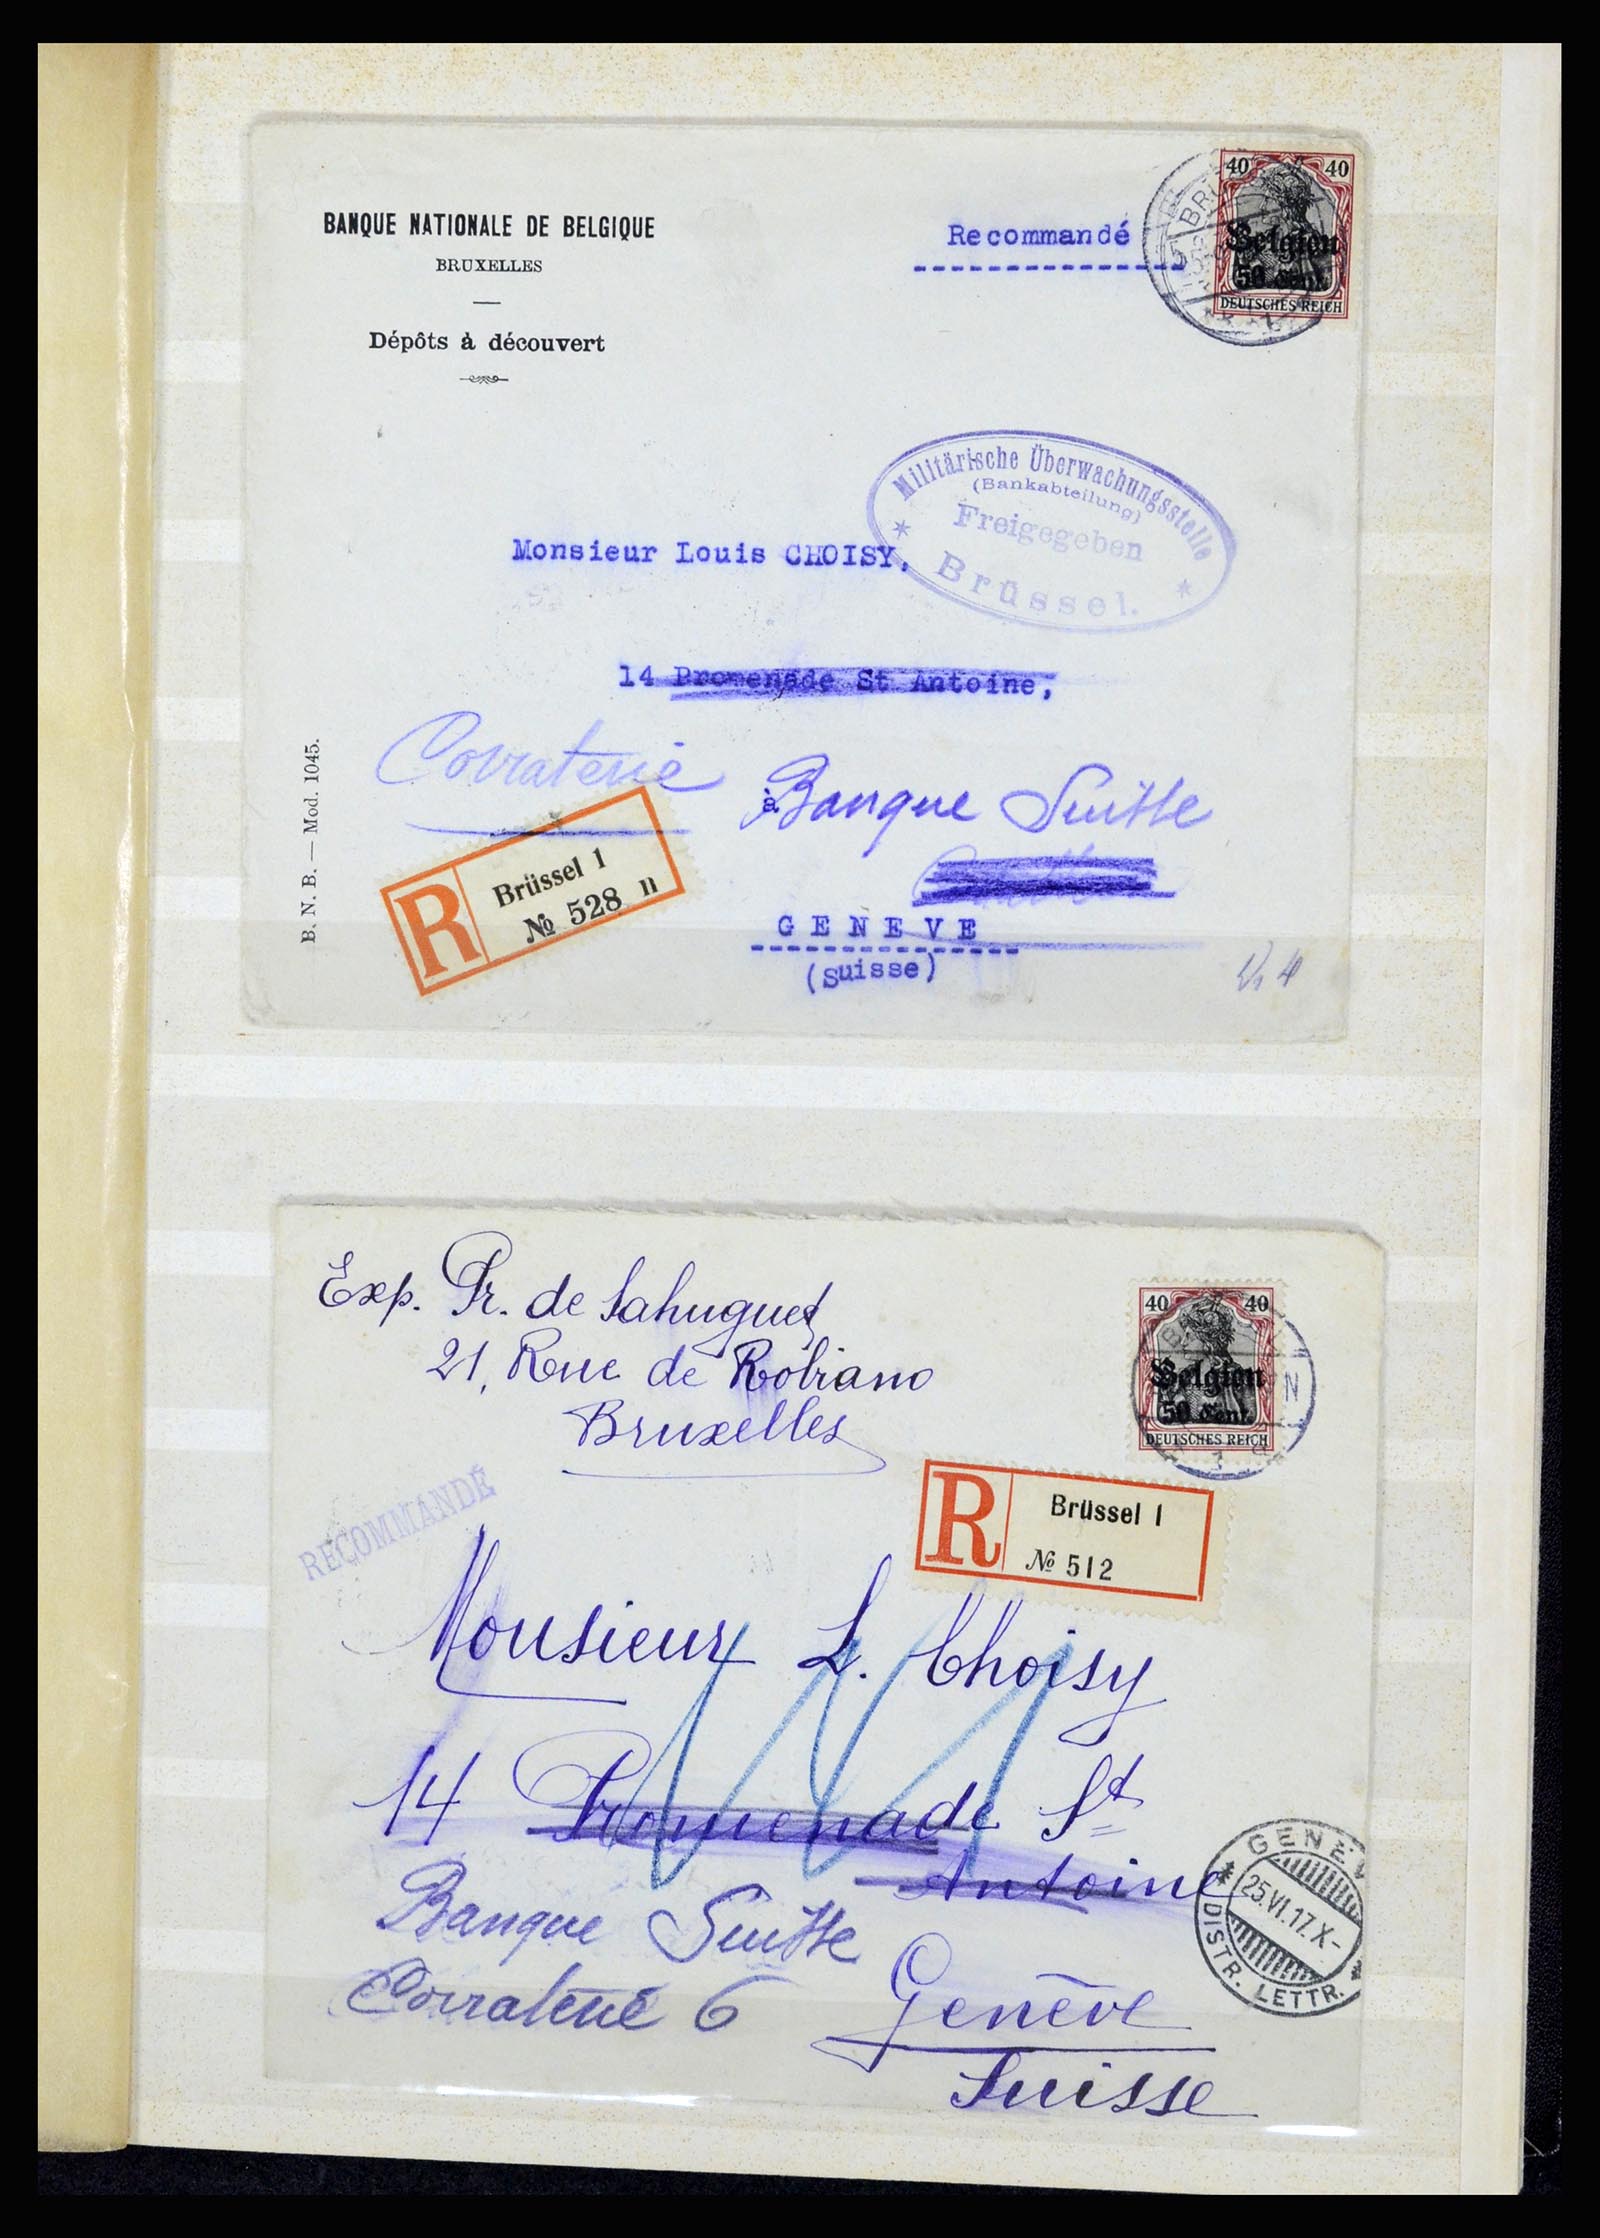 BANQUE NATIONALE DE BELGIQUE
BRUXELLES
Dépôts à découvert
Recommandé
40 40
Belgien
50 Cent.
DEUTSCHES REICH
Militärische Überwachungsstelle
(Bankabteilung)
Freigegeben
Brüssel.
Monsieur Louis CHOISY,
14 Promenade St Antoine,
Corraterie
à Banque Suisse
R
Brüssel 1
№ 528 n
GENEVE
(Suisse)
B. N. B. — Mod. 1045.
Exp. Pr. de Sahuguet
21, Rue de Robiano
Bruxelles
40 40
Belgien
50 Cent.
DEUTSCHES REICH
RECOMMANDÉ
R
Brüssel 1
№ 512
Monsieur L. Choisy
14 Promenade St
Antoine
Banque Suisse
Corraterie 6
Genève
Suisse
GENÈV
25.VI.17.X-
DISTR. LETTR.